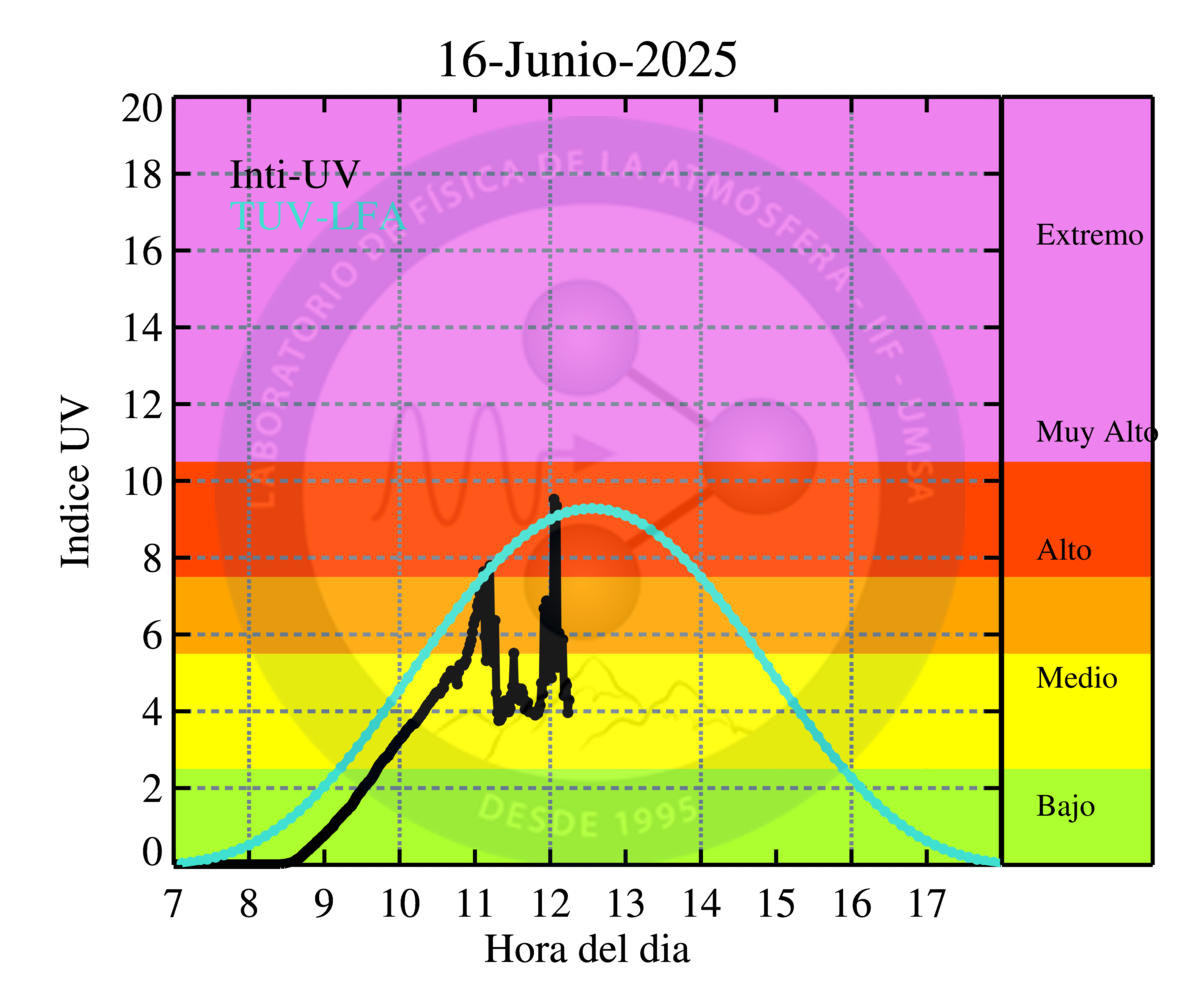 16-Junio-2025
20
18
16
14
12
10
8
6
4
2
0
Indice UV
Inti-UV
TUV-LFA
LABORATORIO DE FÍSICA DE LA ATMÓSFERA - IIF - UMSA
DESDE 1995
Extremo
Muy Alto
Alto
Medio
Bajo
7 8 9 10 11 12 13 14 15 16 17
Hora del dia